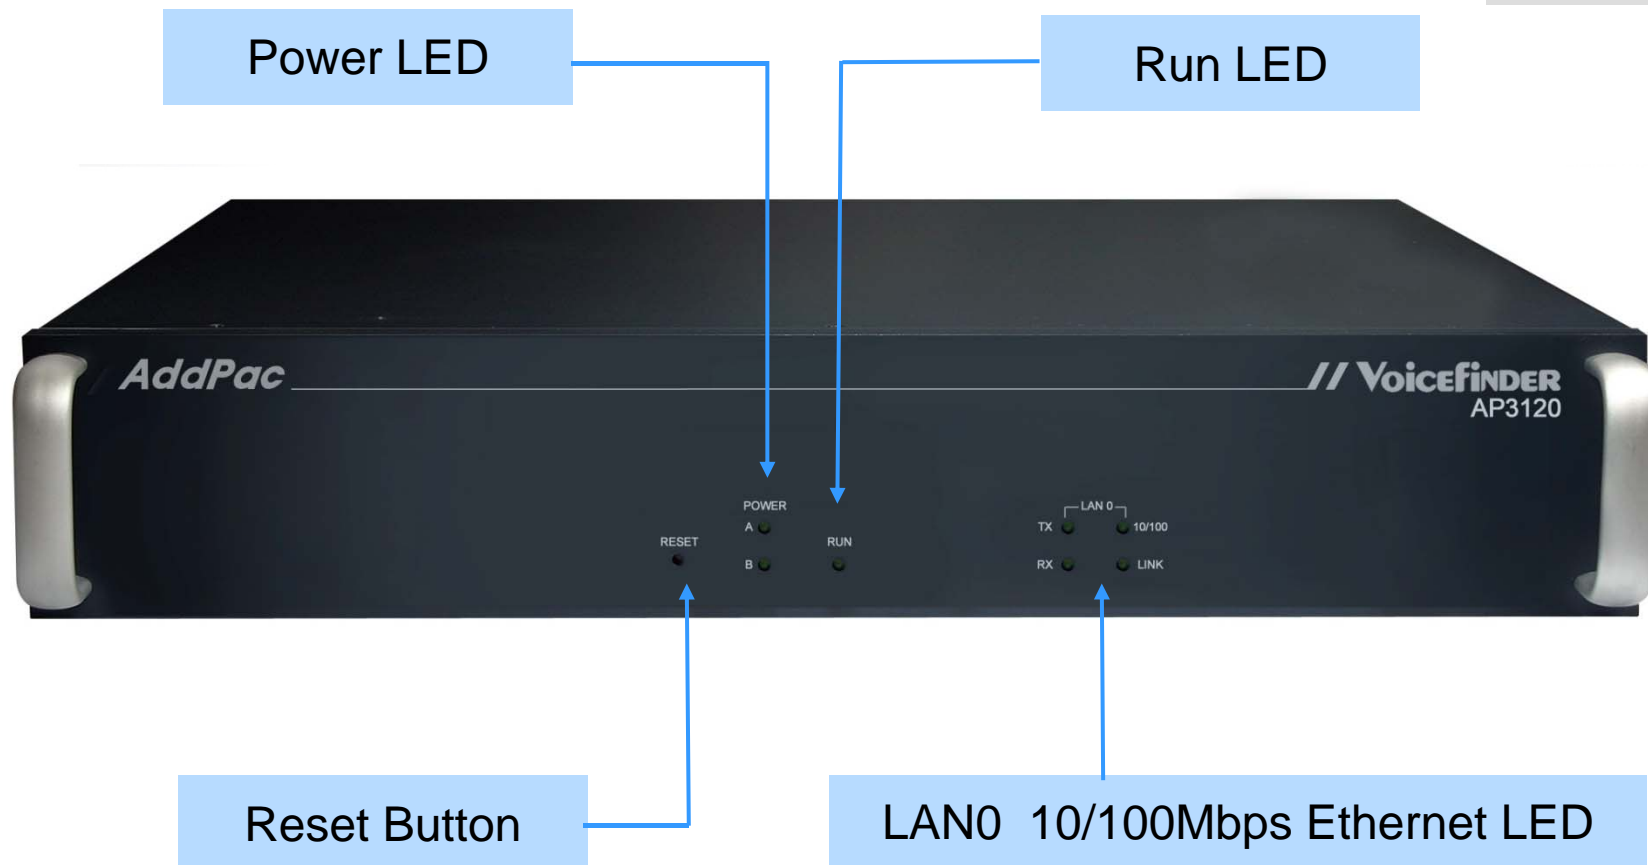 Power LED
Run LED
AddPac
// VoiceFinder
AP3120
POWER
LAN 0
A
TX
10/100
RESET
RUN
B
RX
LINK
Reset Button
LAN0 10/100Mbps Ethernet LED